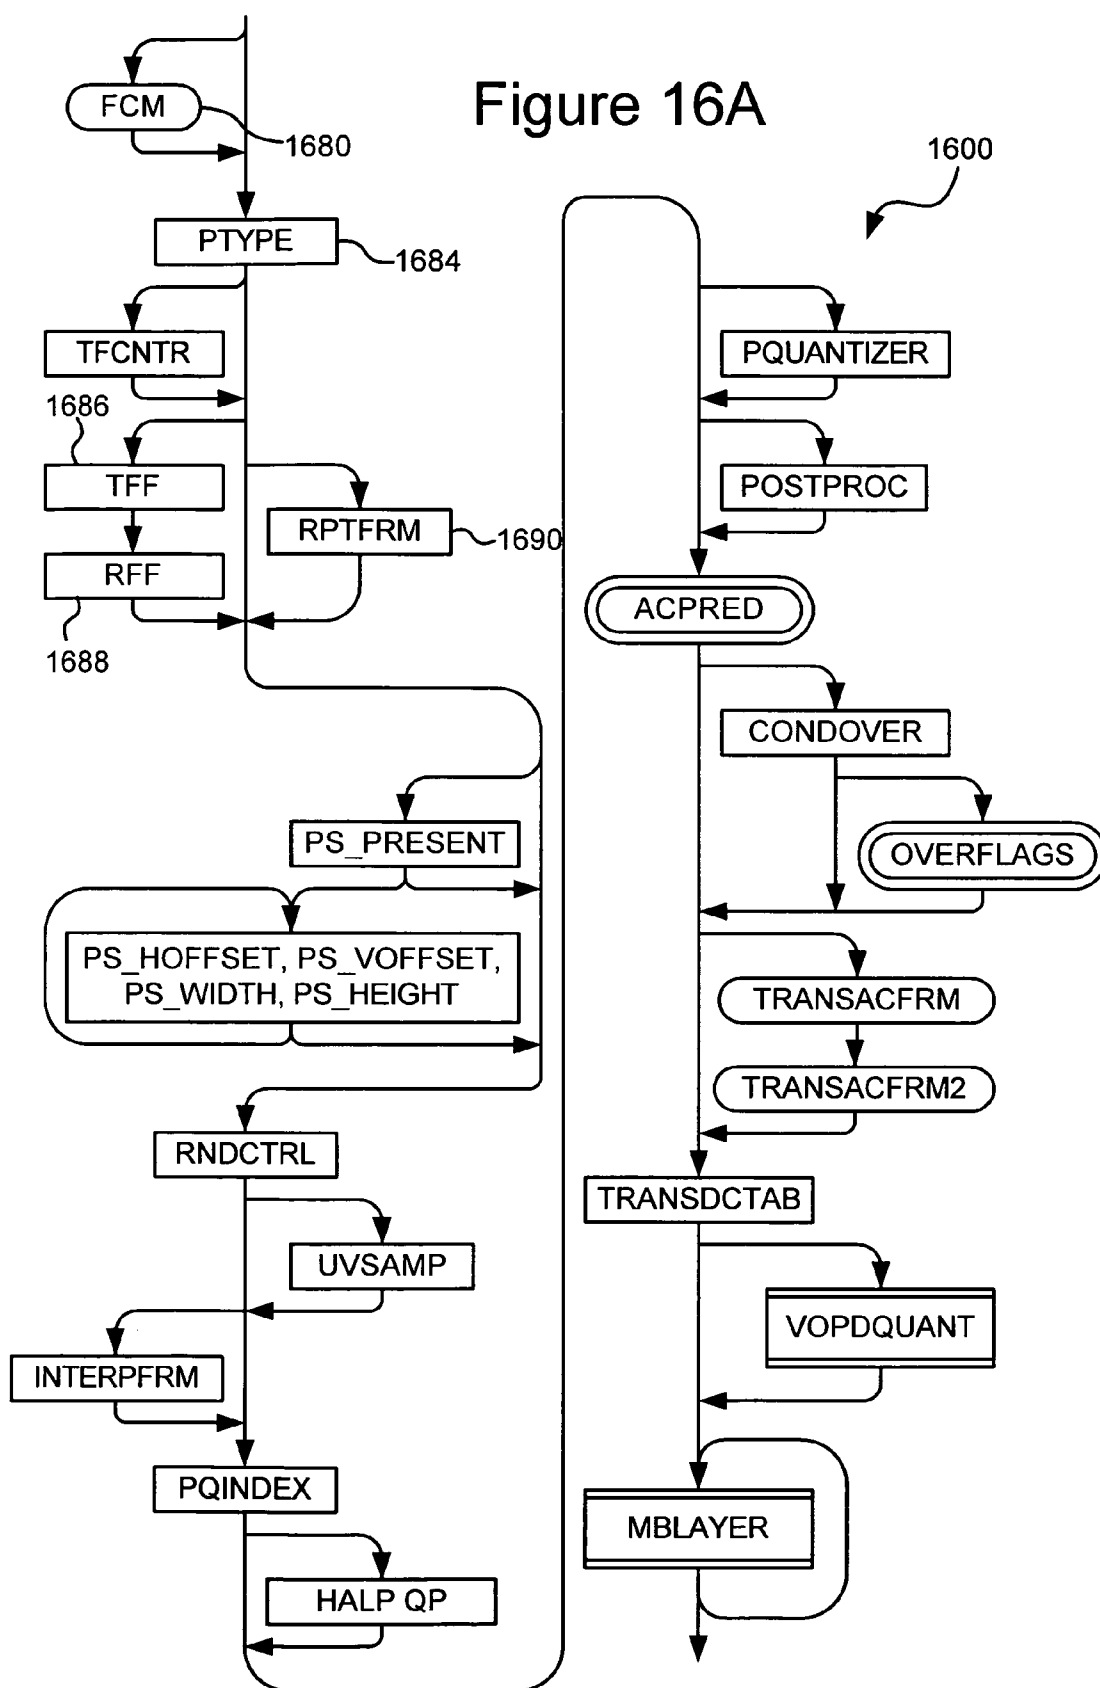 Figure 16A
FCM
1680
PTYPE
1684
TFCNTR
1686
TFF
RPTFRM
1690
RFF
1688
PS_PRESENT
PS_HOFFSET, PS_VOFFSET,
PS_WIDTH, PS_HEIGHT
RNDCTRL
UVSAMP
INTERPFRM
PQINDEX
HALP QP
1600
PQUANTIZER
POSTPROC
ACPRED
CONDOVER
OVERFLAGS
TRANSACFRM
TRANSACFRM2
TRANSDCTAB
VOPDQUANT
MBLAYER